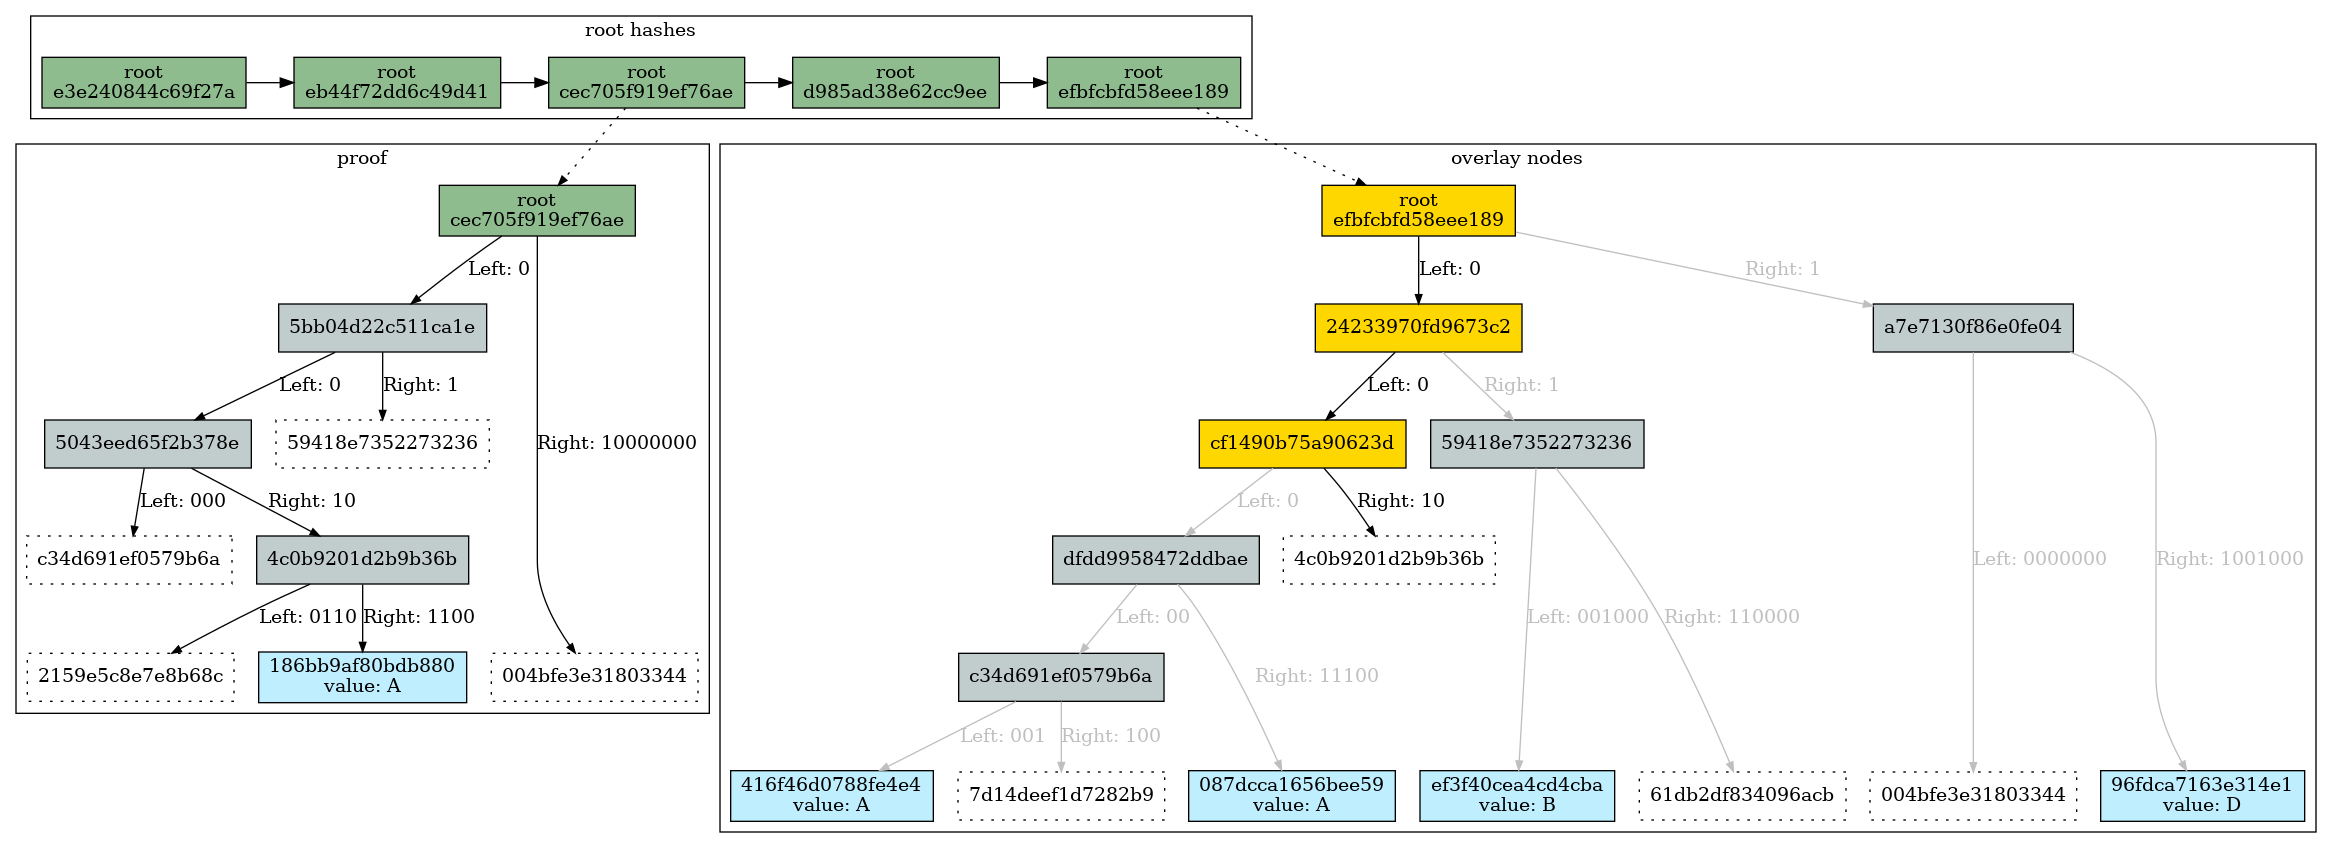 root hashes
root
e3e240844c69f27a
root
eb44f72dd6c49d41
root
cec705f919ef76ae
root
d985ad38e62cc9ee
root
efbfcbfd58eee189
proof
root
cec705f919ef76ae
Left: 0
5bb04d22c511ca1e
Left: 0
Right: 1
Right: 10000000
5043eed65f2b378e
59418e7352273236
Left: 000
Right: 10
c34d691ef0579b6a
4c0b9201d2b9b36b
Left: 0110
Right: 1100
2159e5c8e7e8b68c
186bb9af80bdb880
value: A
004bfe3e31803344
overlay nodes
root
efbfcbfd58eee189
Left: 0
Right: 1
24233970fd9673c2
a7e7130f86e0fe04
Left: 0
Right: 1
cf1490b75a90623d
59418e7352273236
Left: 0
Right: 10
dfdd9958472ddbae
4c0b9201d2b9b36b
Left: 0000000
Right: 1001000
Left: 00
Right: 11100
Left: 001000
Right: 110000
c34d691ef0579b6a
Left: 001
Right: 100
416f46d0788fe4e4
value: A
7d14deef1d7282b9
087dcca1656bee59
value: A
ef3f40cea4cd4cba
value: B
61db2df834096acb
004bfe3e31803344
96fdca7163e314e1
value: D